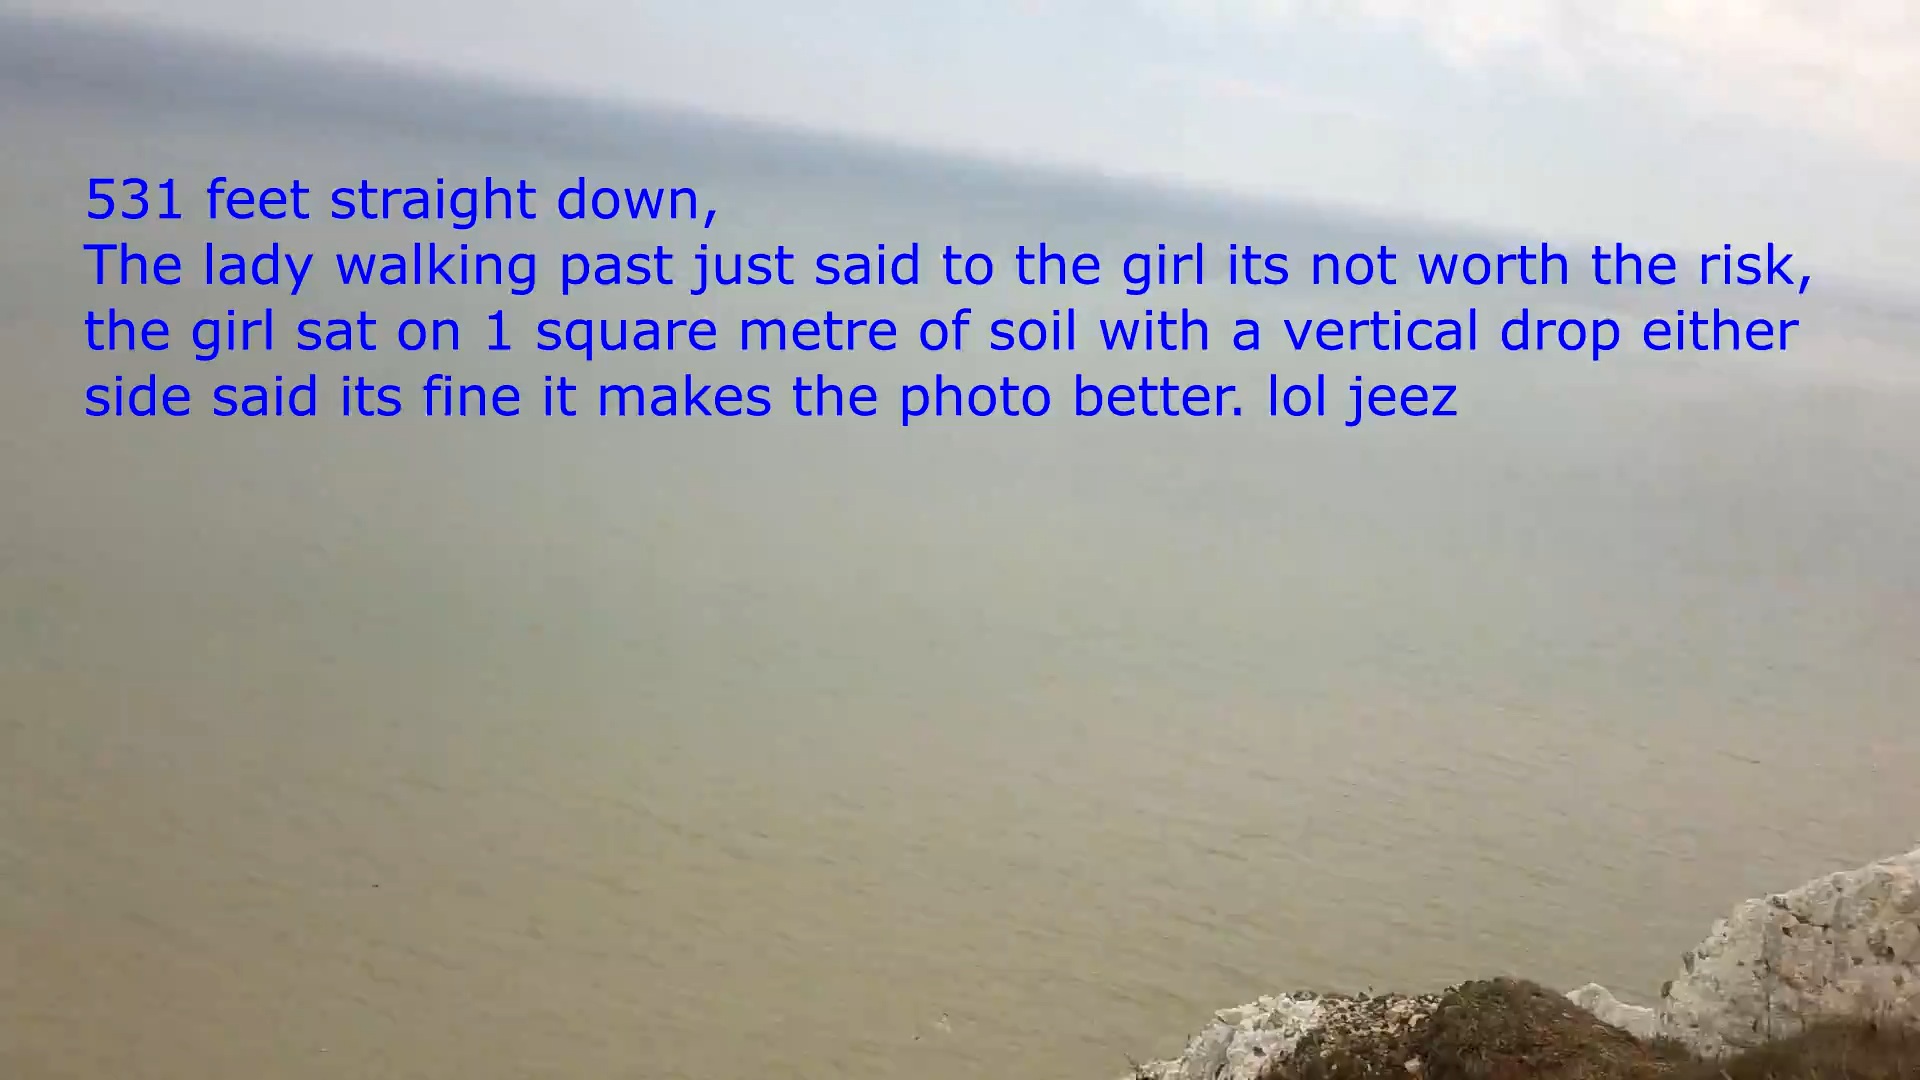 531 feet straight down,
The lady walking past just said to the girl its not worth the risk,
the girl sat on 1 square metre of soil with a vertical drop either
side said its fine it makes the photo better. lol jeez